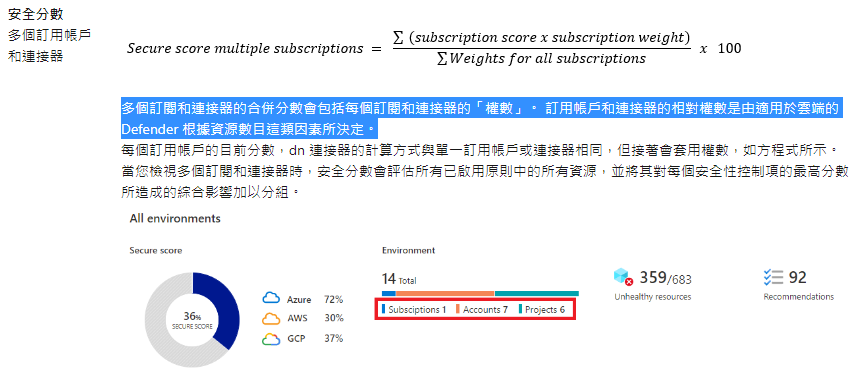 安全分數
多個訂用帳戶
和連接器
Secure score multiple subscriptions = ∑ (subscription score x subscription weight) / ∑ Weights for all subscriptions x 100
多個訂閱和連接器的合併分數會包括每個訂閱和連接器的「權數」。 訂用帳戶和連接器的相對權數是由適用於雲端的
Defender 根據資源數目這類因素所決定。
每個訂用帳戶的目前分數，dn 連接器的計算方式與單一訂用帳戶或連接器相同，但接著會套用權數，如方程式所示。
當您檢視多個訂閱和連接器時，安全分數會評估所有已啟用原則中的所有資源，並將其對每個安全性控制項的最高分數
所造成的綜合影響加以分組。
All environments
Secure score
36%
SECURE SCORE
Azure 72%
AWS 30%
GCP 37%
Environment
14 Total
Subsciptions 1 Accounts 7 Projects 6
359/683
Unhealthy resources
92
Recommendations